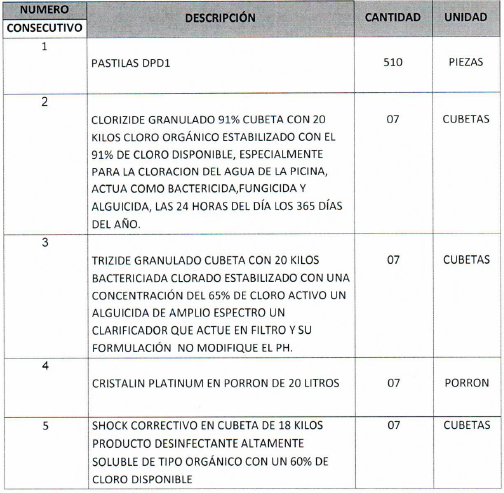 NUMERO
CONSECUTIVO
DESCRIPCIÓN
CANTIDAD
UNIDAD
1
PASTILAS DPD1
510
PIEZAS
2
CLORIZIDE GRANULADO 91% CUBETA CON 20
KILOS CLORO ORGÁNICO ESTABILIZADO CON EL
91% DE CLORO DISPONIBLE, ESPECIALMENTE
PARA LA CLORACION DEL AGUA DE LA PICINA,
ACTUA COMO BACTERICIDA,FUNGICIDA Y
ALGUICIDA, LAS 24 HORAS DEL DÍA LOS 365 DÍAS
DEL AÑO.
07
CUBETAS
3
TRIZIDE GRANULADO CUBETA CON 20 KILOS
BACTERICIADA CLORADO ESTABILIZADO CON UNA
CONCENTRACIÓN DEL 65% DE CLORO ACTIVO UN
ALGUICIDA DE AMPLIO ESPECTRO UN
CLARIFICADOR QUE ACTUE EN FILTRO Y SU
FORMULACIÓN NO MODIFIQUE EL PH.
07
CUBETAS
4
CRISTALIN PLATINUM EN PORRON DE 20 LITROS
07
PORRON
5
SHOCK CORRECTIVO EN CUBETA DE 18 KILOS
PRODUCTO DESINFECTANTE ALTAMENTE
SOLUBLE DE TIPO ORGÁNICO CON UN 60% DE
CLORO DISPONIBLE
07
CUBETAS